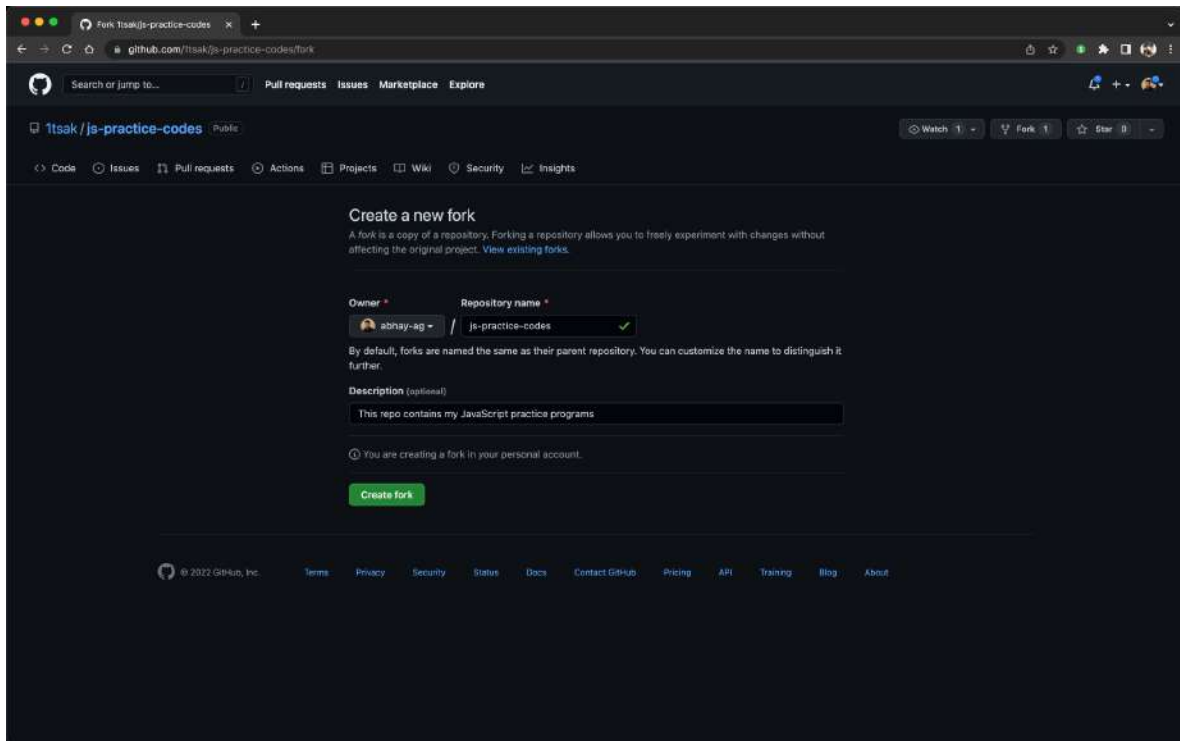 Fork 1tsak/js-practice-codes
github.com/1tsak/js-practice-codes/fork
Search or jump to... / Pull requests Issues Marketplace Explore
1tsak / js-practice-codes Public Watch 1 Fork 1 Star 0
Code Issues Pull requests Actions Projects Wiki Security Insights
Create a new fork
A fork is a copy of a repository. Forking a repository allows you to freely experiment with changes without
affecting the original project. View existing forks.
Owner * Repository name *
abhay-ag / js-practice-codes
By default, forks are named the same as their parent repository. You can customize the name to distinguish it
further.
Description (optional)
This repo contains my JavaScript practice programs
You are creating a fork in your personal account.
Create fork
© 2022 GitHub, Inc. Terms Privacy Security Status Docs Contact GitHub Pricing API Training Blog About